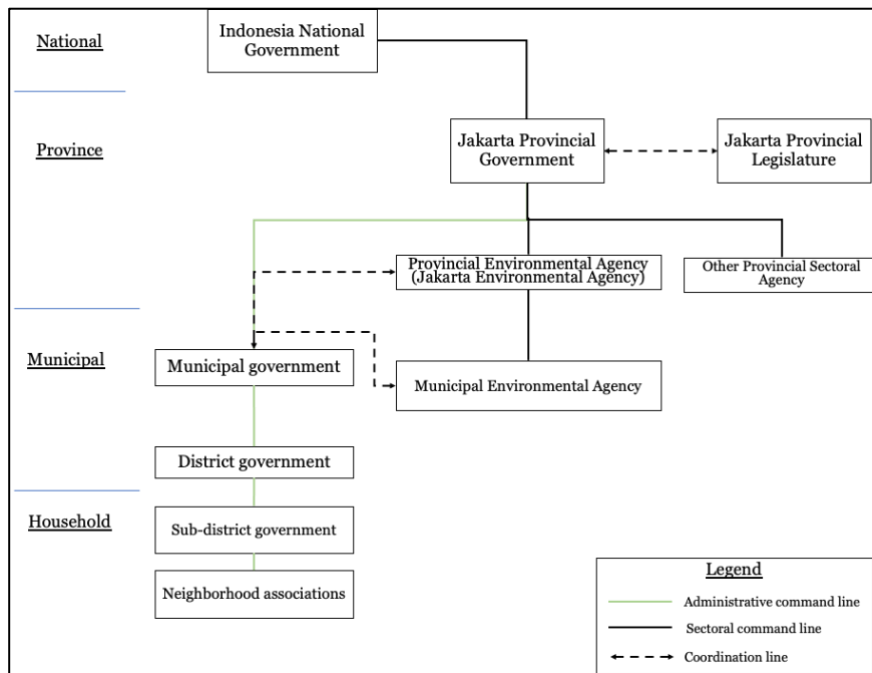 National
Indonesia National
Government
Province
Jakarta Provincial
Government
Jakarta Provincial
Legislature
Provincial Environmental Agency
(Jakarta Environmental Agency)
Other Provincial Sectoral
Agency
Municipal
Municipal government
Municipal Environmental Agency
District government
Household
Sub-district government
Neighborhood associations
Legend
Administrative command line
Sectoral command line
Coordination line